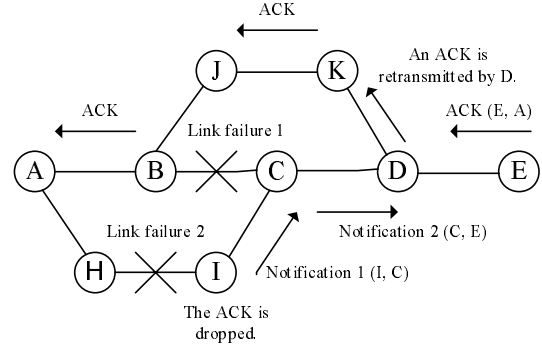 ACK
J
K
An ACK is
retransmitted by D.
ACK
Link failure 1
ACK (E, A)
A
B
C
D
E
Link failure 2
Notification 2 (C, E)
H
I
Notification 1 (I, C)
The ACK is
dropped.